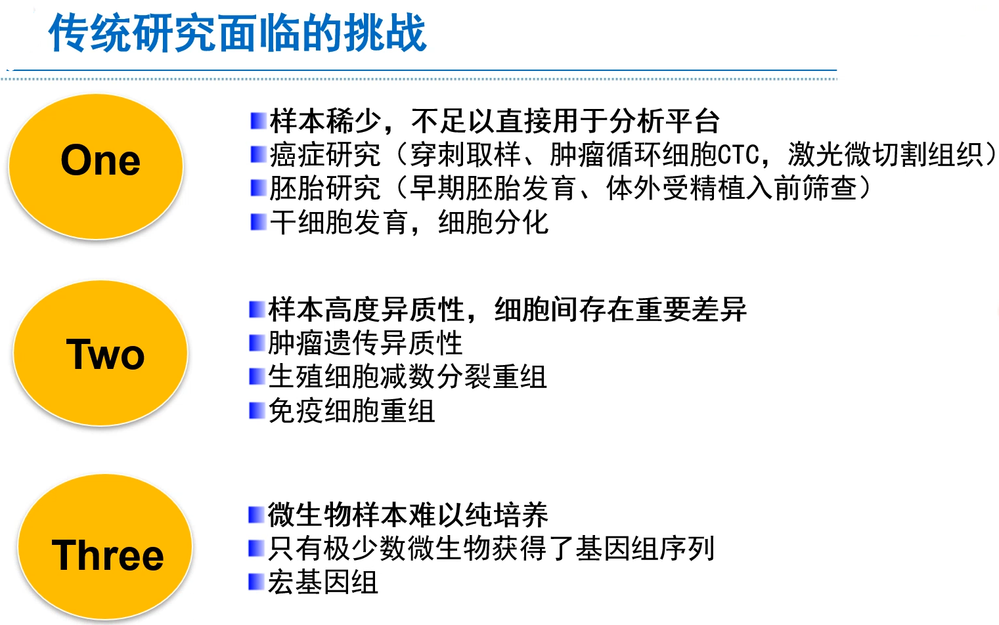 传统研究面临的挑战
One
样本稀少，不足以直接用于分析平台
癌症研究（穿刺取样、肿瘤循环细胞CTC，激光微切割组织）
胚胎研究（早期胚胎发育、体外受精植入前筛查）
干细胞发育，细胞分化
Two
样本高度异质性，细胞间存在重要差异
肿瘤遗传异质性
生殖细胞减数分裂重组
免疫细胞重组
Three
微生物样本难以纯培养
只有极少数微生物获得了基因组序列
宏基因组